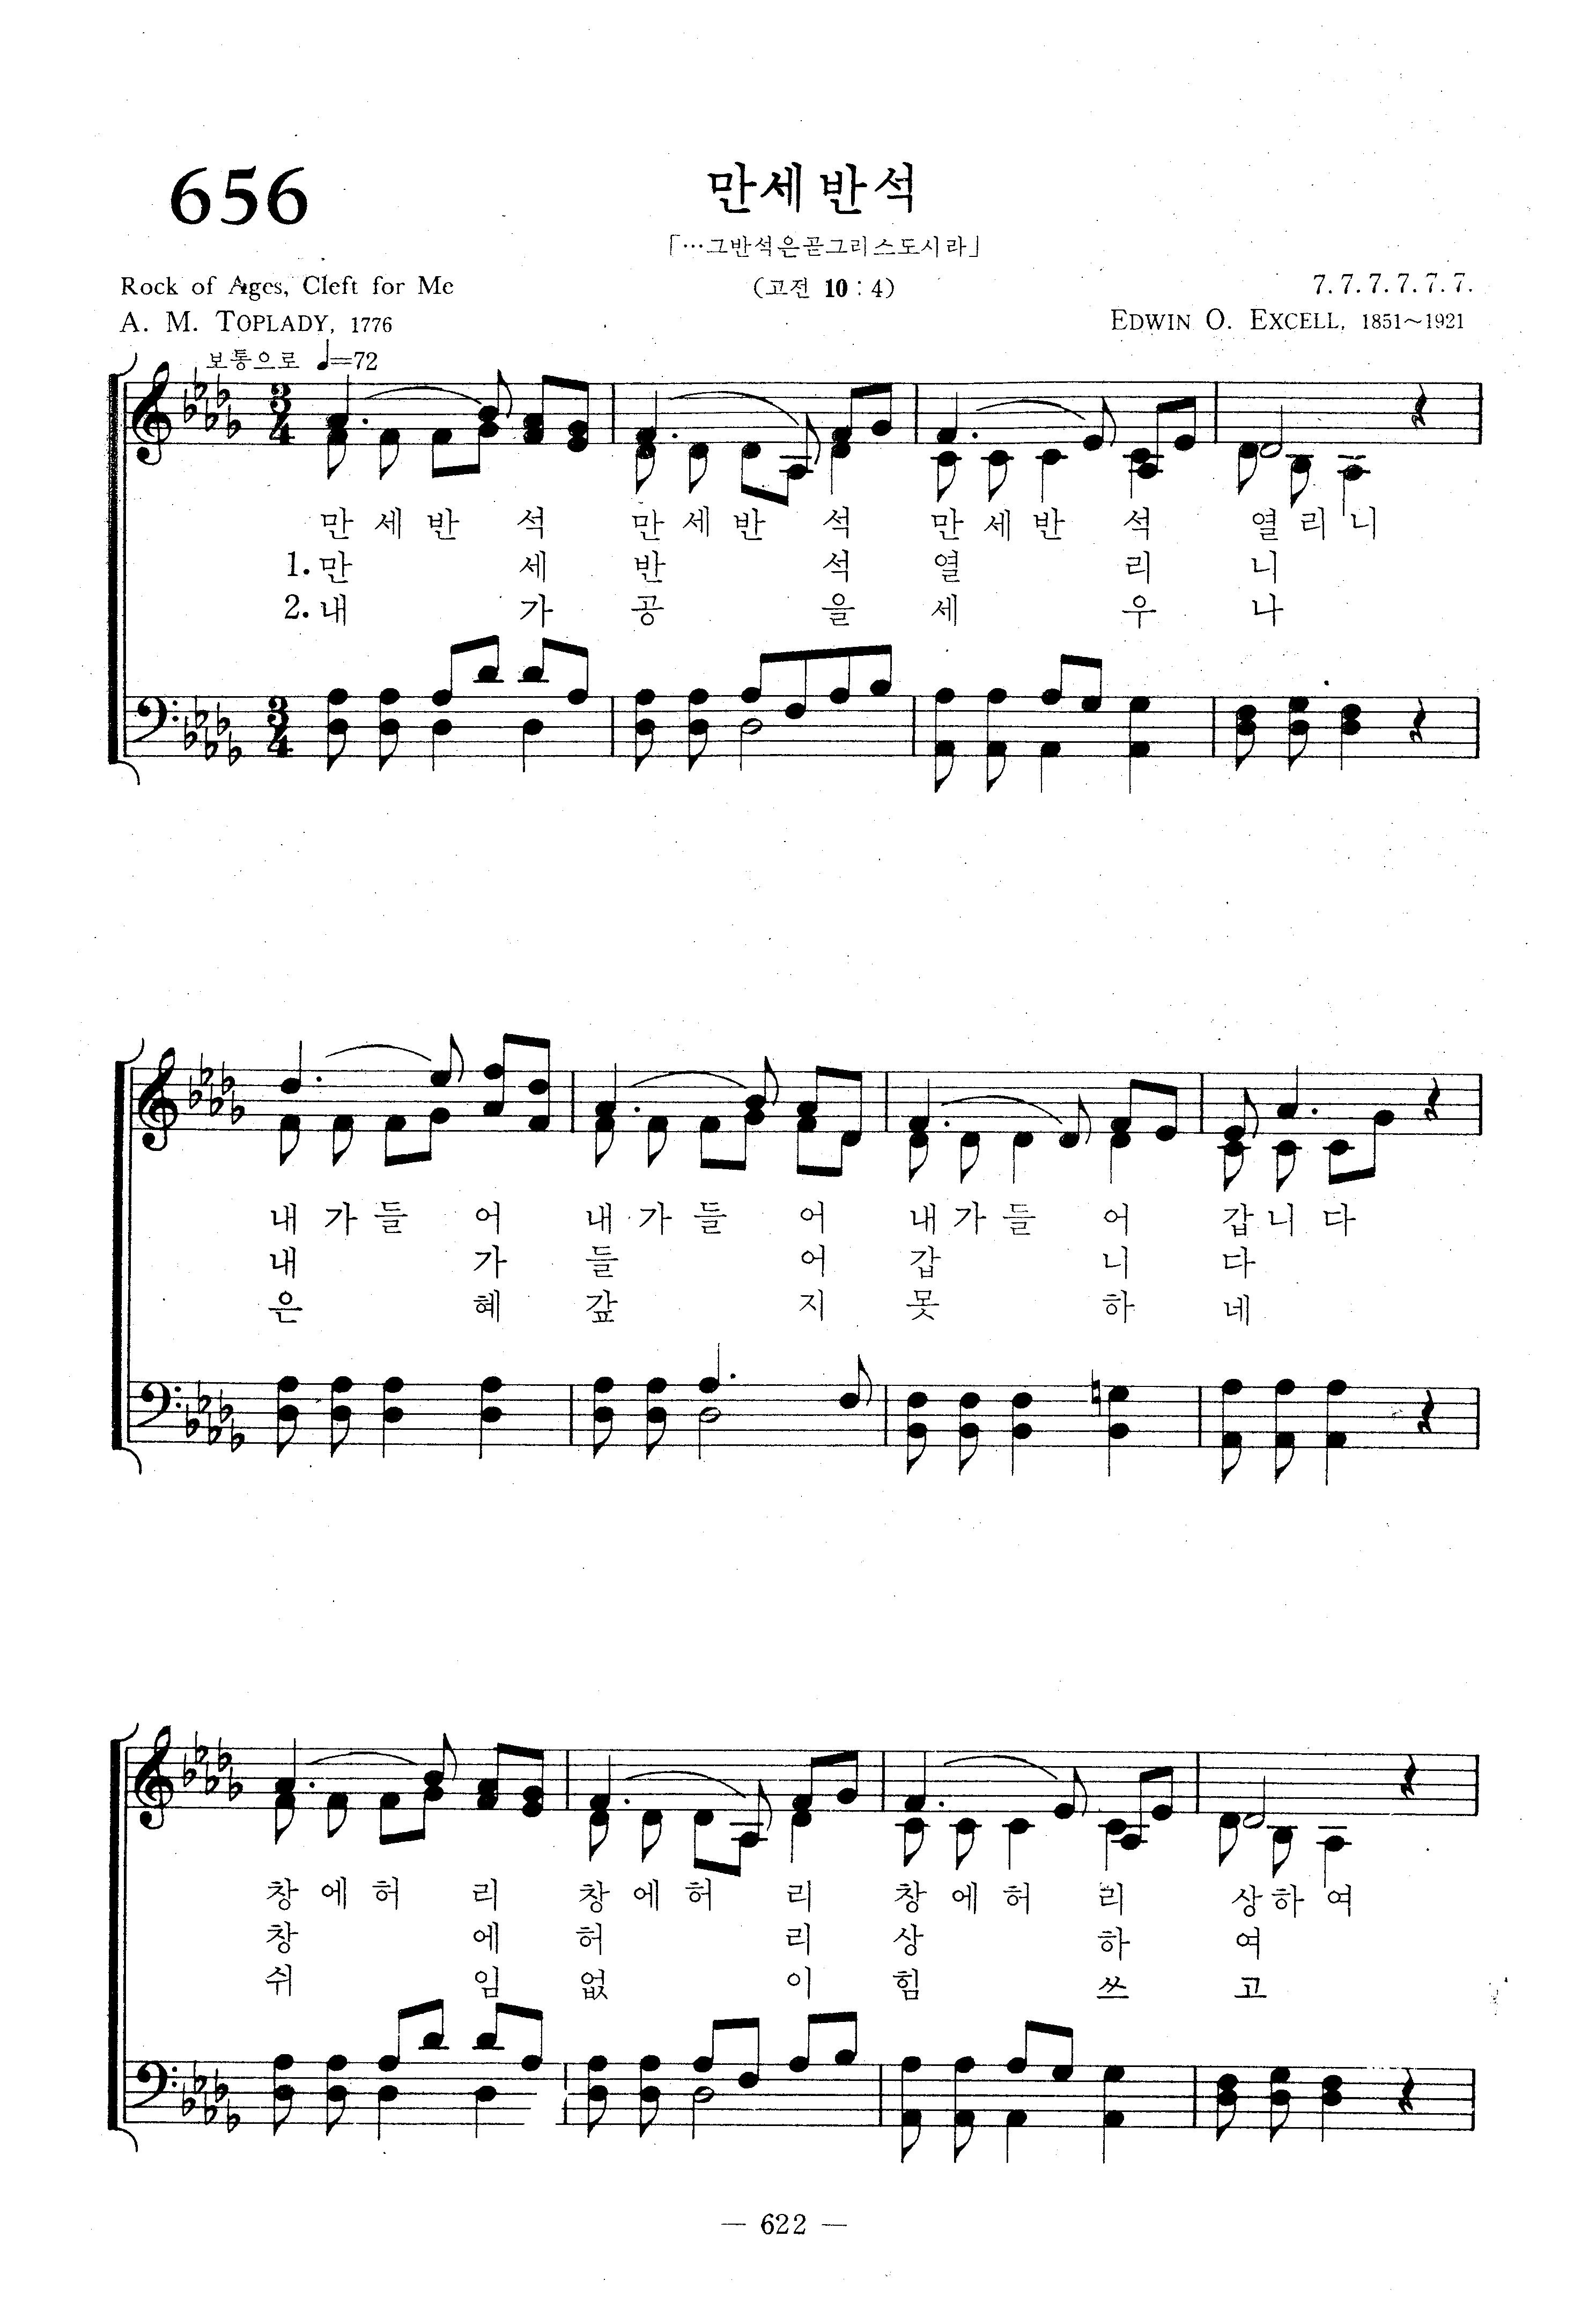 656
만세반석
「…그반석은곧그리스도시라」
Rock of Ages, Cleft for Me
(고전 10 : 4)
7. 7. 7. 7. 7. 7.
A. M. TOPLADY, 1776
EDWIN O. EXCELL, 1851~1921
보통으로 ♩=72
만 세 반 석 만 세 반 석 만 세 반 석 열 리 니
1. 만 세 반 석 열 리 니
2. 내 가 공 을 세 우 나
내 가 들 어 내 가 들 어 내 가 들 어 갑 니 다
내 가 들 어 갑 니 다
은 혜 갚 지 못 하 네
창 에 허 리 창 에 허 리 창 에 허 리 상 하 여
창 에 허 리 상 하 여
쉬 임 없 이 힘 쓰 고
— 622 —